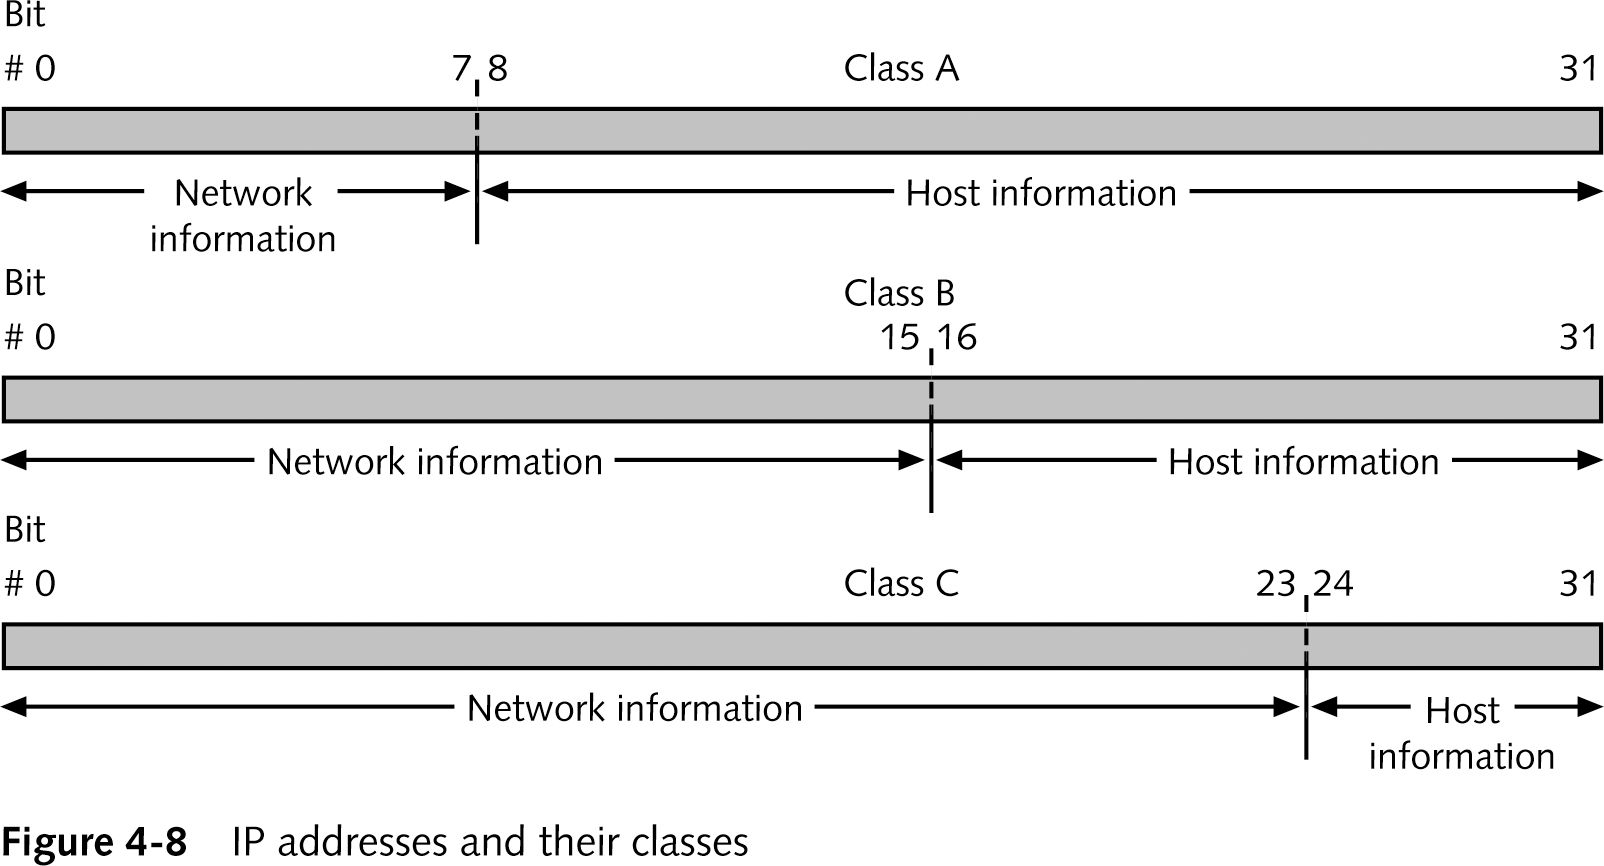 Bit
# 0 7 8 Class A 31
Network information Host information
Bit
Class B
# 0 15 16 31
Network information Host information
Bit
# 0 Class C 23 24 31
Network information Host information
Figure 4-8 IP addresses and their classes